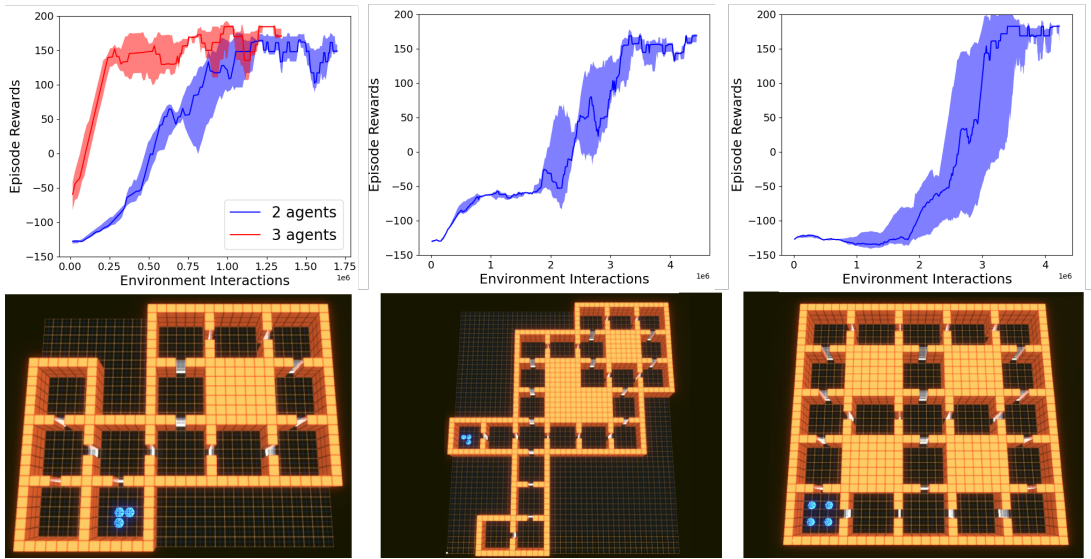 200
150
100
50
0
−50
−100
−150
Episode Rewards
0.00 0.25 0.50 0.75 1.00 1.25 1.50 1.75
1e6
Environment Interactions
2 agents
3 agents
200
150
100
50
0
−50
−100
−150
Episode Rewards
0 1 2 3 4
1e6
Environment Interactions
200
150
100
50
0
−50
−100
−150
Episode Rewards
0 1 2 3 4
1e6
Environment Interactions